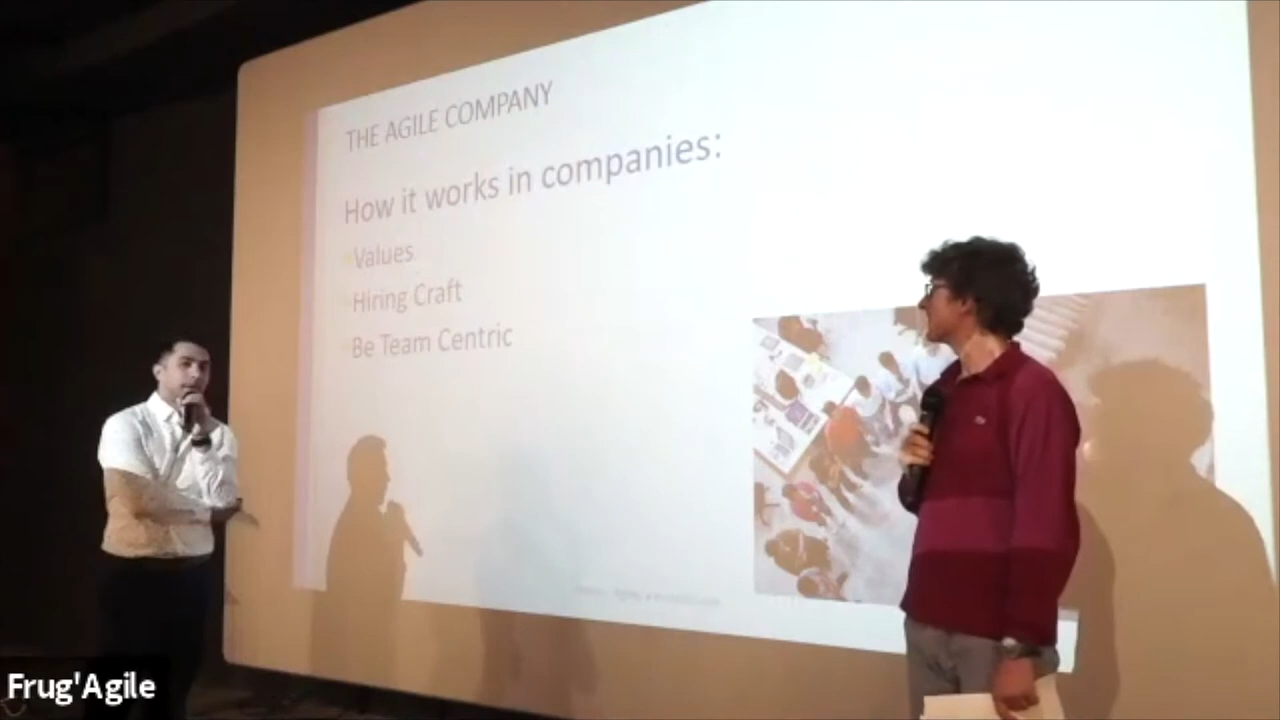 THE AGILE COMPANY
How it works in companies:
Values
Hiring Craft
Be Team Centric
Frug'Agile